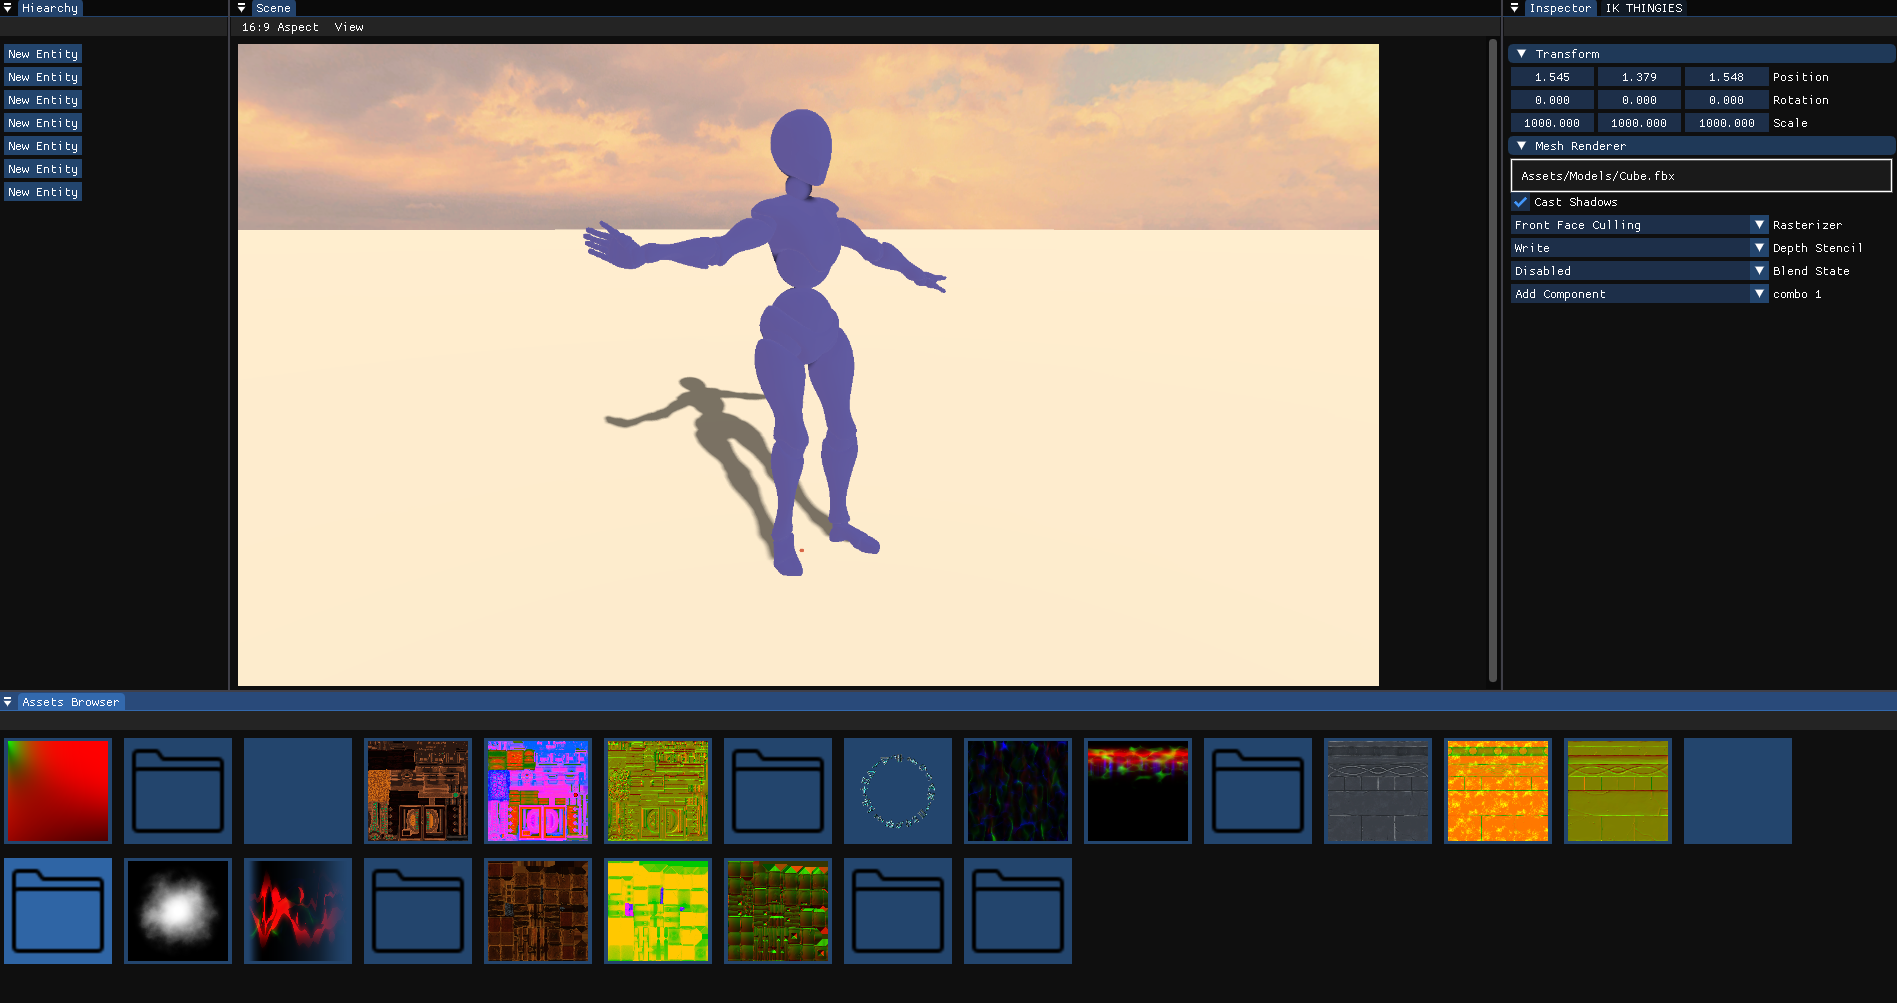 Hiearchy
Scene
Inspector
IK THINGIES
16:9 Aspect View
New Entity
New Entity
New Entity
New Entity
New Entity
New Entity
New Entity
Transform
1.545 1.379 1.548 Position
0.000 0.000 0.000 Rotation
1000.000 1000.000 1000.000 Scale
Mesh Renderer
Assets/Models/Cube.fbx
Cast Shadows
Front Face Culling Rasterizer
Write Depth Stencil
Disabled Blend State
Add Component combo 1
Assets Browser